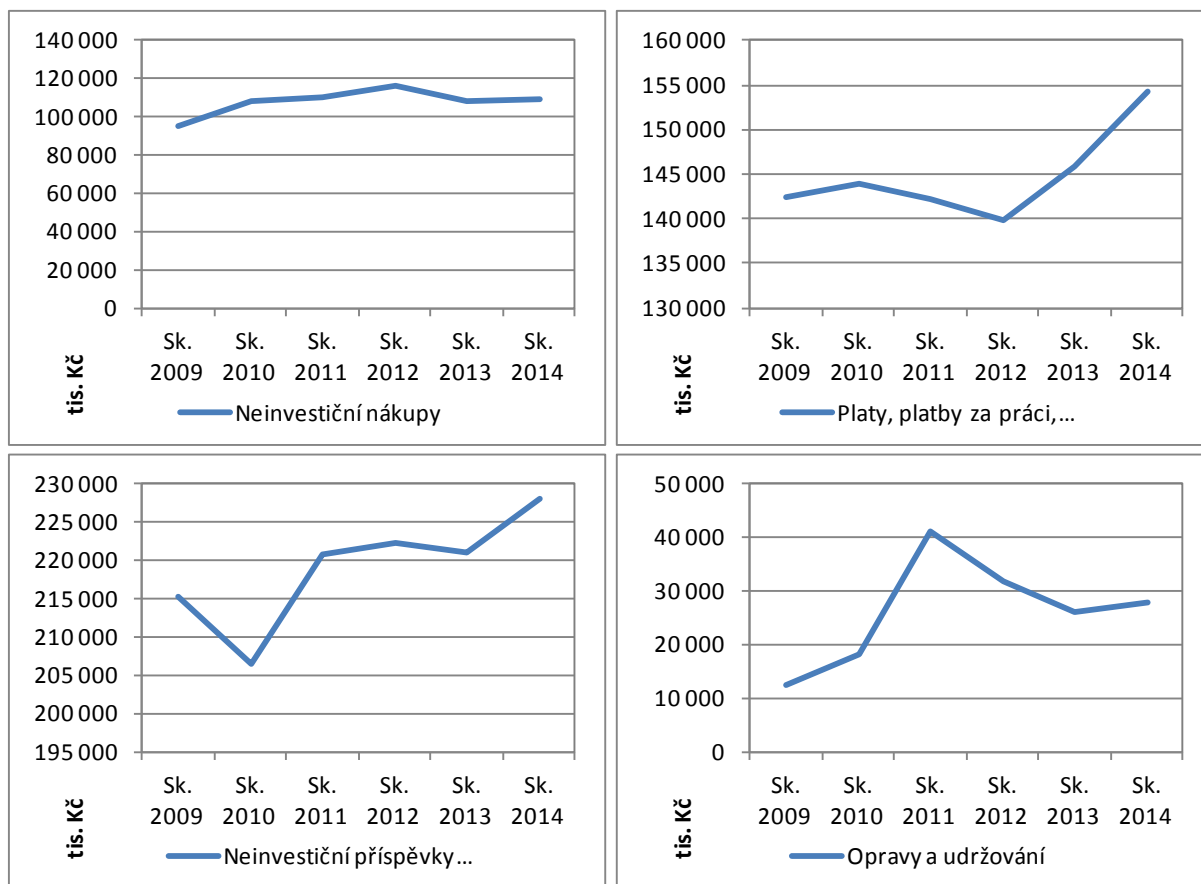 140 000
120 000
100 000
80 000
60 000
40 000
20 000
0
Sk. Sk. Sk. Sk. Sk. Sk.
2009 2010 2011 2012 2013 2014
tis. Kč
Neinvestiční nákupy
160 000
155 000
150 000
145 000
140 000
135 000
130 000
Sk. Sk. Sk. Sk. Sk. Sk.
2009 2010 2011 2012 2013 2014
tis. Kč
Platy, platby za práci,...
230 000
225 000
220 000
215 000
210 000
205 000
200 000
195 000
Sk. Sk. Sk. Sk. Sk. Sk.
2009 2010 2011 2012 2013 2014
tis. Kč
Neinvestiční příspěvky...
50 000
40 000
30 000
20 000
10 000
0
Sk. Sk. Sk. Sk. Sk. Sk.
2009 2010 2011 2012 2013 2014
tis. Kč
Opravy a udržování